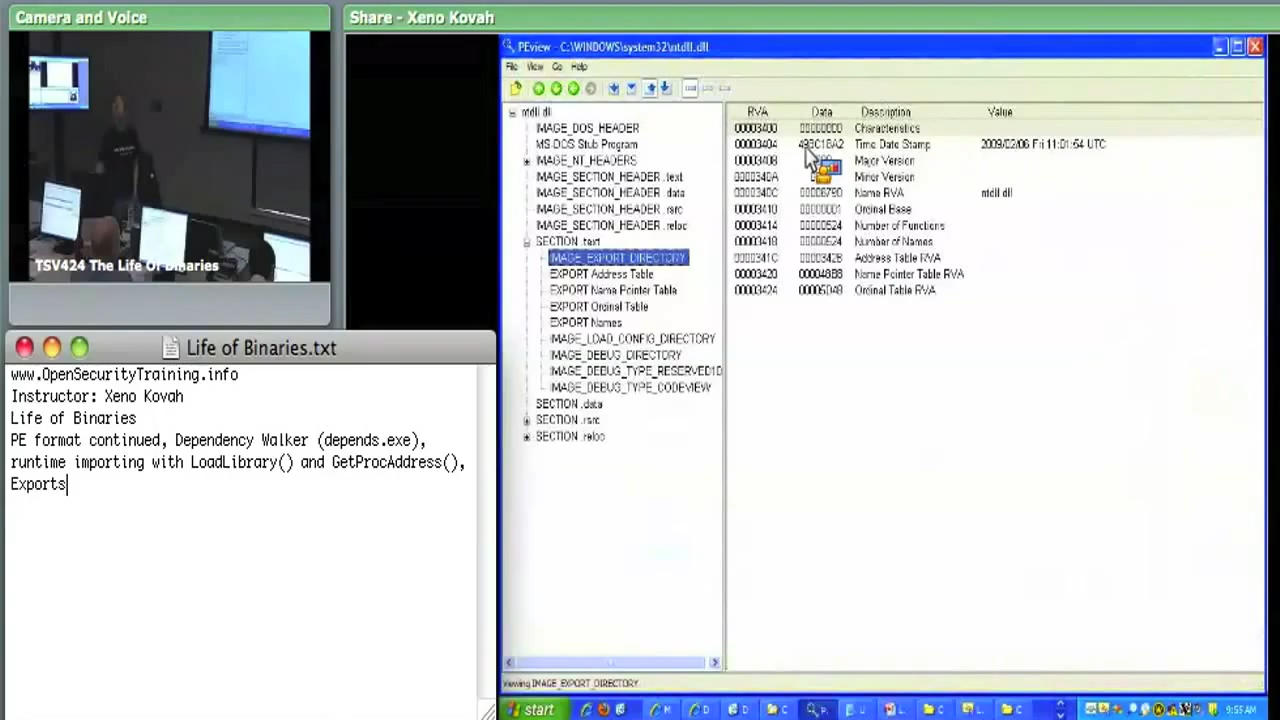 Camera and Voice
TSV424 The Life Of Binaries
Life of Binaries.txt
www.OpenSecurityTraining.info
Instructor: Xeno Kovah
Life of Binaries
PE format continued, Dependency Walker (depends.exe),
runtime importing with LoadLibrary() and GetProcAddress(),
Exports
Share - Xeno Kovah
PEview - C:\WINDOWS\system32\ntdll.dll
File View Go Help
ntdll.dll
IMAGE_DOS_HEADER
MS-DOS Stub Program
IMAGE_NT_HEADERS
IMAGE_SECTION_HEADER .text
IMAGE_SECTION_HEADER .data
IMAGE_SECTION_HEADER .rsrc
IMAGE_SECTION_HEADER .reloc
SECTION .text
IMAGE_EXPORT_DIRECTORY
EXPORT Address Table
EXPORT Name Pointer Table
EXPORT Ordinal Table
EXPORT Names
IMAGE_LOAD_CONFIG_DIRECTORY
IMAGE_DEBUG_DIRECTORY
IMAGE_DEBUG_TYPE_RESERVED10
IMAGE_DEBUG_TYPE_CODEVIEW
SECTION .data
SECTION .rsrc
SECTION .reloc
RVA Data Description Value
00003400 00000000 Characteristics
00003404 Time Date Stamp 2009/02/06 Fri 11:01:54 UTC
00003408 Major Version
0000340A Minor Version
0000340C 00006790 Name RVA ntdll.dll
00003410 00000001 Ordinal Base
00003414 00000524 Number of Functions
00003418 00000524 Number of Names
0000341C 00003428 Address Table RVA
00003420 000048B8 Name Pointer Table RVA
00003424 00005D48 Ordinal Table RVA
Viewing IMAGE_EXPORT_DIRECTORY
start
9:55 AM